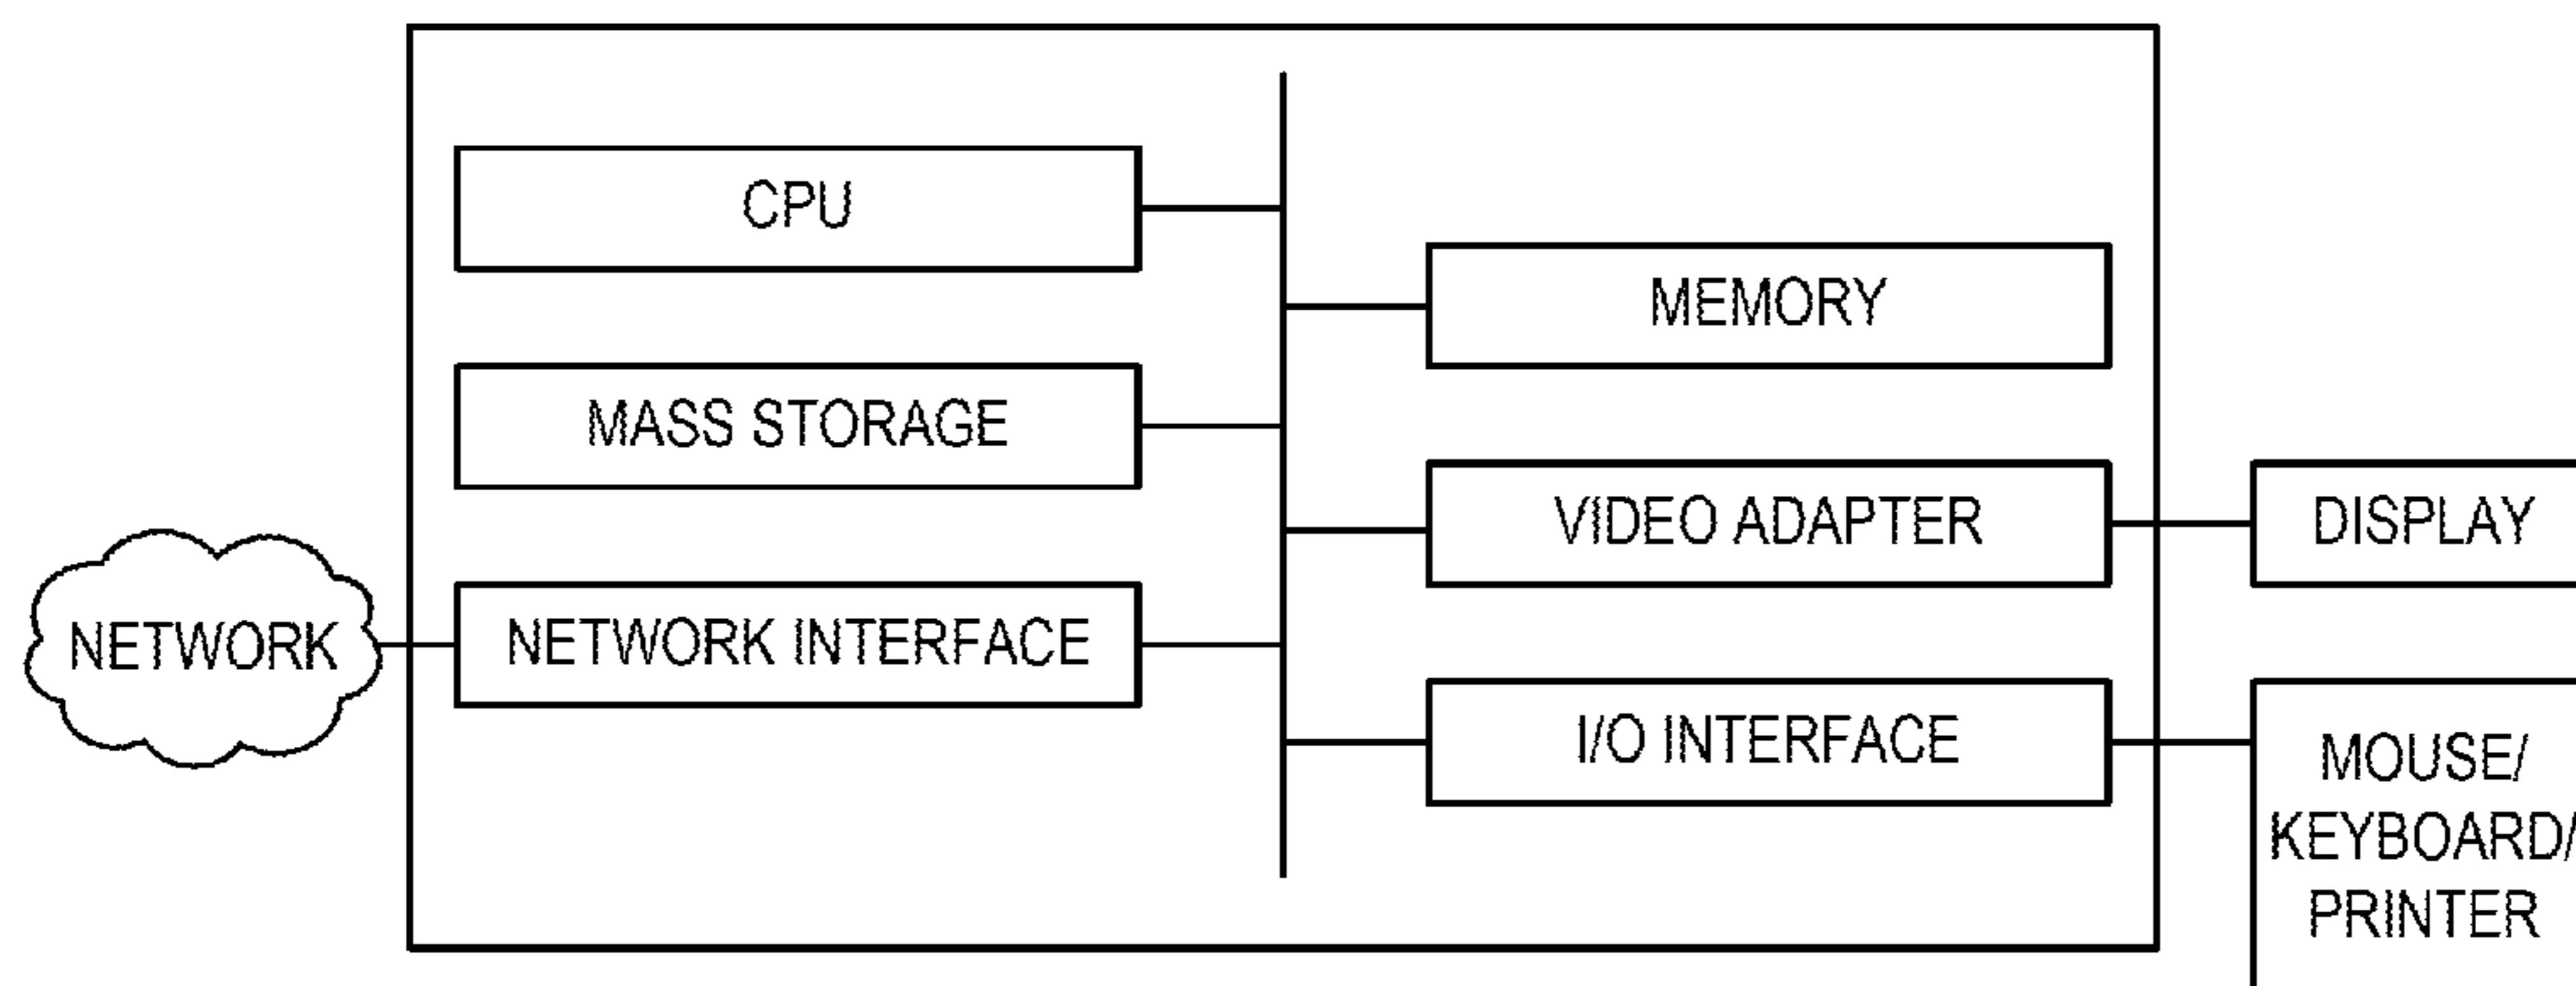 CPU
MEMORY
MASS STORAGE
VIDEO ADAPTER
DISPLAY
NETWORK
NETWORK INTERFACE
I/O INTERFACE
MOUSE/
KEYBOARD/
PRINTER